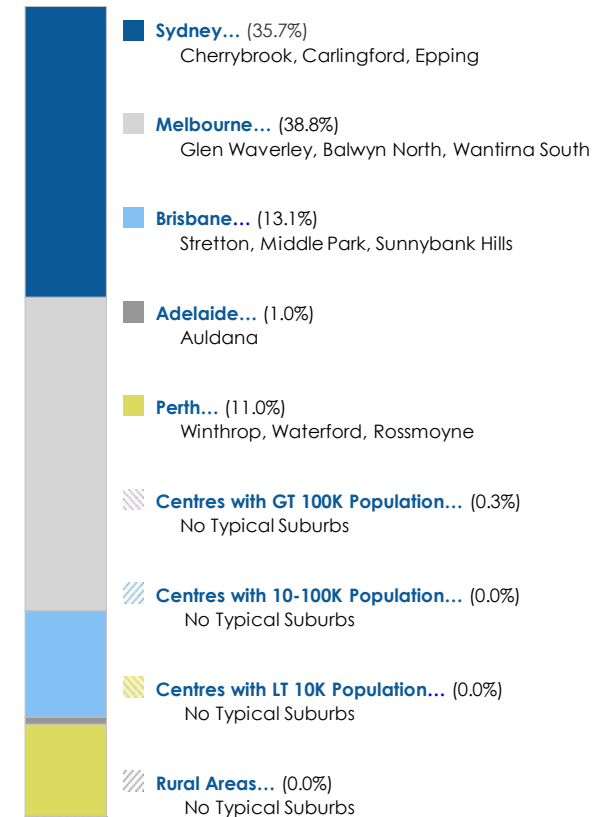 Sydney… (35.7%)
Cherrybrook, Carlingford, Epping
Melbourne… (38.8%)
Glen Waverley, Balwyn North, Wantirna South
Brisbane… (13.1%)
Stretton, Middle Park, Sunnybank Hills
Adelaide… (1.0%)
Auldana
Perth… (11.0%)
Winthrop, Waterford, Rossmoyne
Centres with GT 100K Population… (0.3%)
No Typical Suburbs
Centres with 10-100K Population… (0.0%)
No Typical Suburbs
Centres with LT 10K Population… (0.0%)
No Typical Suburbs
Rural Areas… (0.0%)
No Typical Suburbs